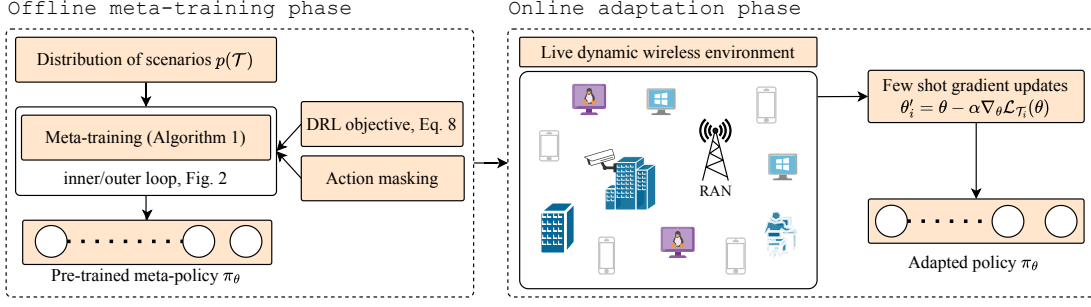 Offline meta-training phase
Distribution of scenarios p(𝒯)
Meta-training (Algorithm 1)
inner/outer loop, Fig. 2
DRL objective, Eq. 8
Action masking
Pre-trained meta-policy π_θ
Online adaptation phase
Live dynamic wireless environment
RAN
Few shot gradient updates
θ′_i = θ − α∇_θ ℒ_{𝒯_i}(θ)
Adapted policy π_θ